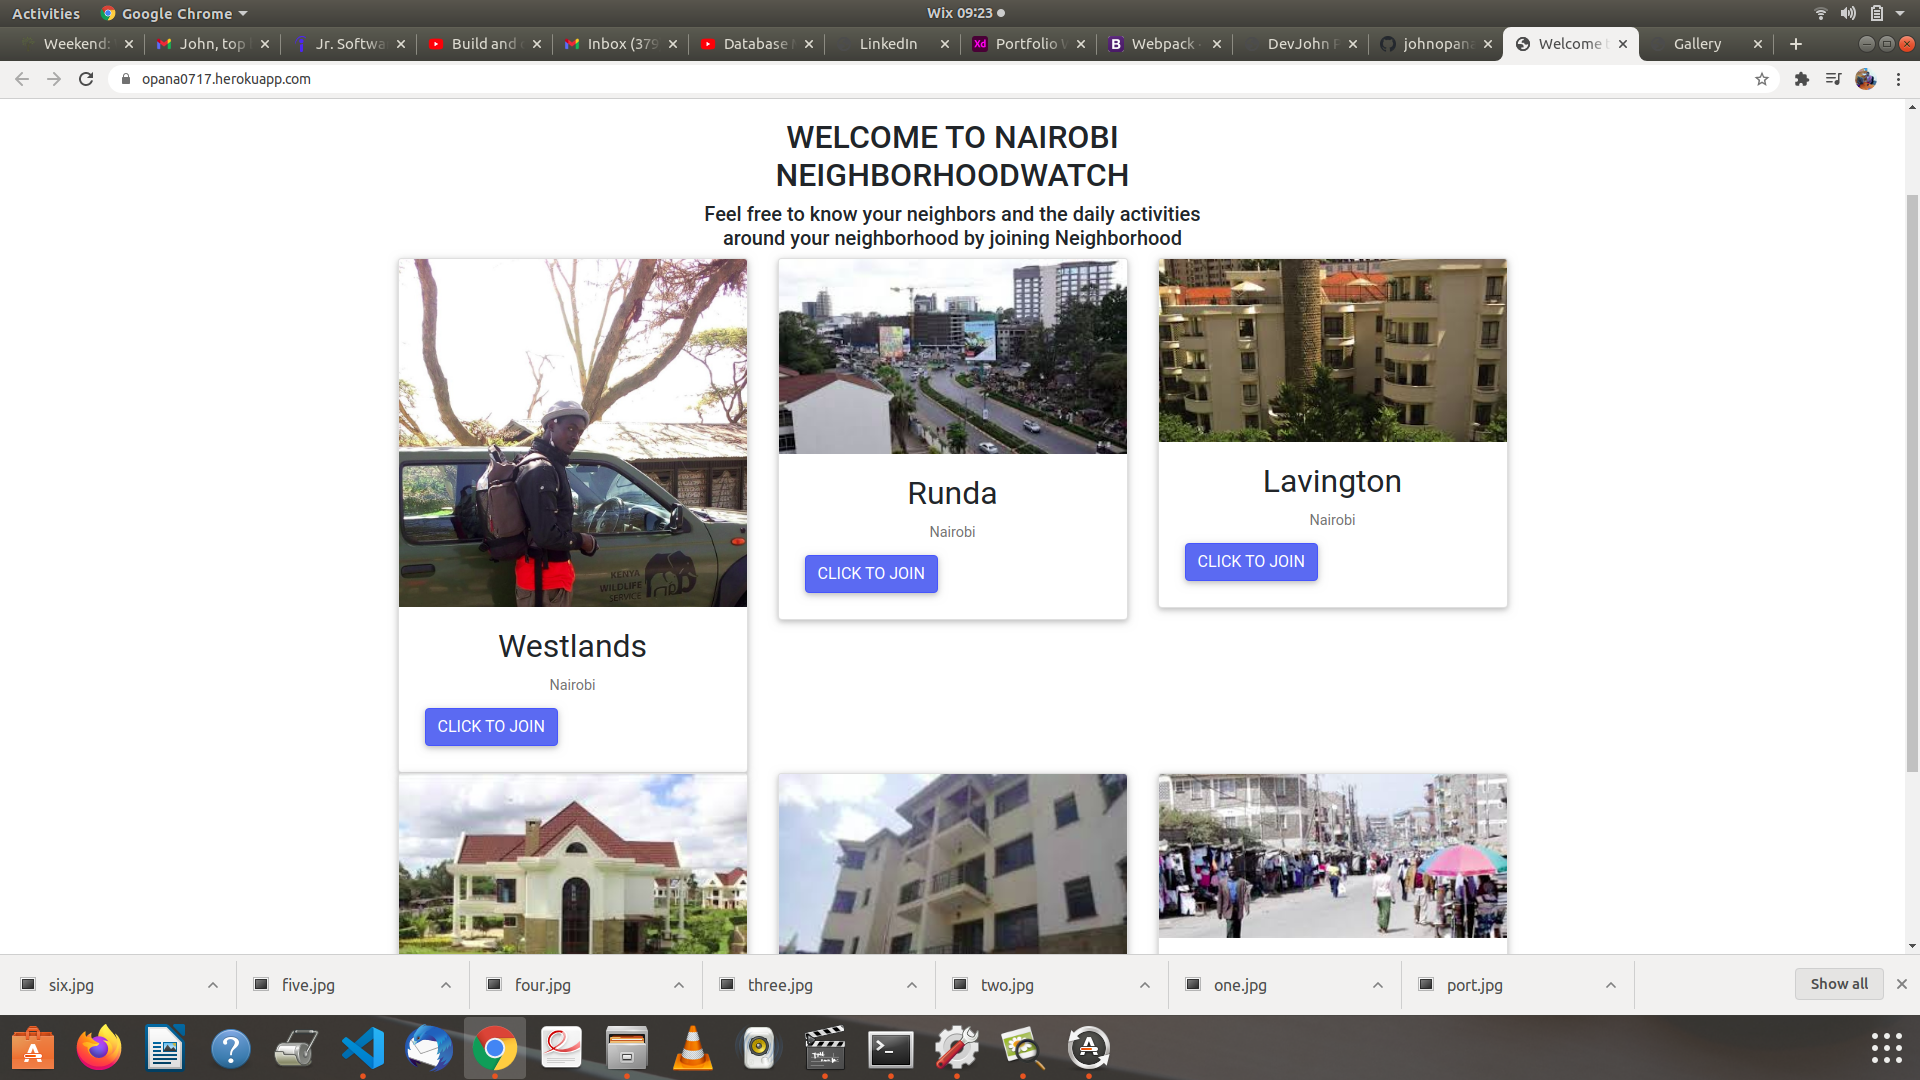 Activities
Google Chrome
Wix 09:23
Weekend:
John, top
Jr. Softwa
Build and
Inbox (379
Database
LinkedIn
Portfolio
Webpack
DevJohn
johnopana
Welcome
Gallery
opana0717.herokuapp.com
WELCOME TO NAIROBI
NEIGHBORHOODWATCH
Feel free to know your neighbors and the daily activities
around your neighborhood by joining Neighborhood
KENYA
WILDLIFE
SERVICE
Westlands
Nairobi
CLICK TO JOIN
Runda
Nairobi
CLICK TO JOIN
Lavington
Nairobi
CLICK TO JOIN
six.jpg
five.jpg
four.jpg
three.jpg
two.jpg
one.jpg
port.jpg
Show all